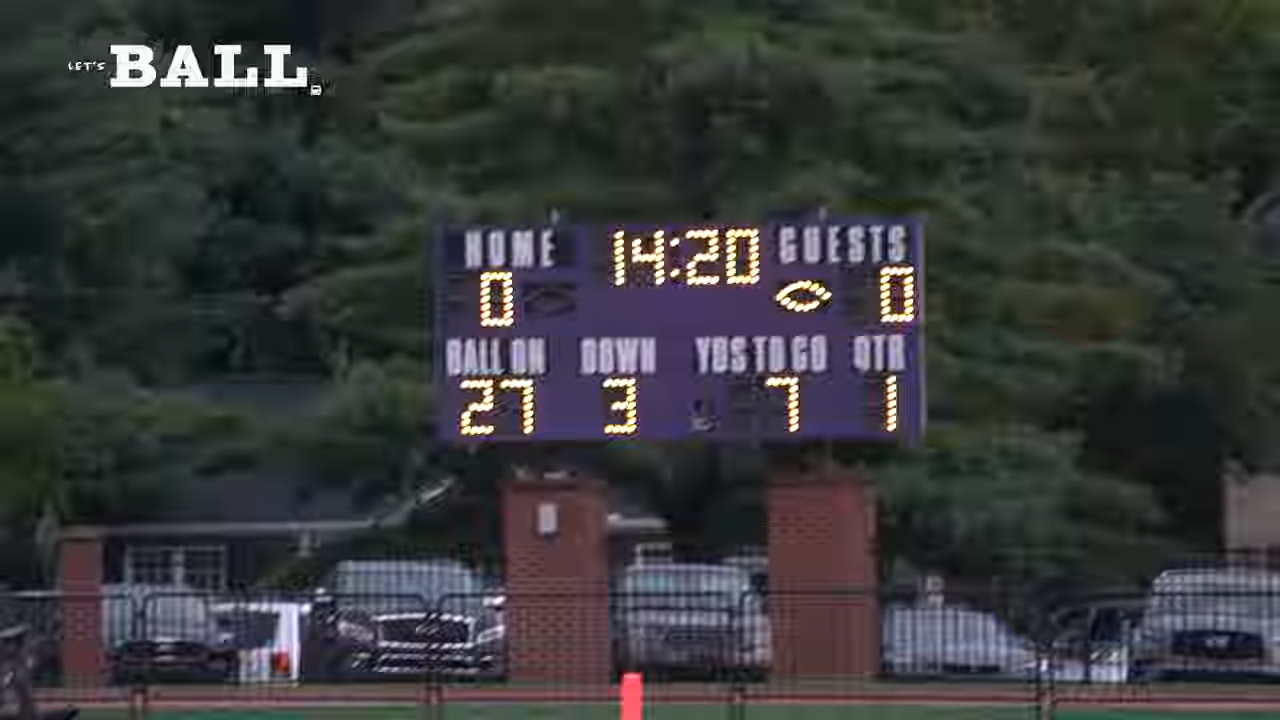 LET'S BALL
HOME 14:20 GUESTS
0 0
BALL ON DOWN YDS TO GO QTR
27 3 7 1